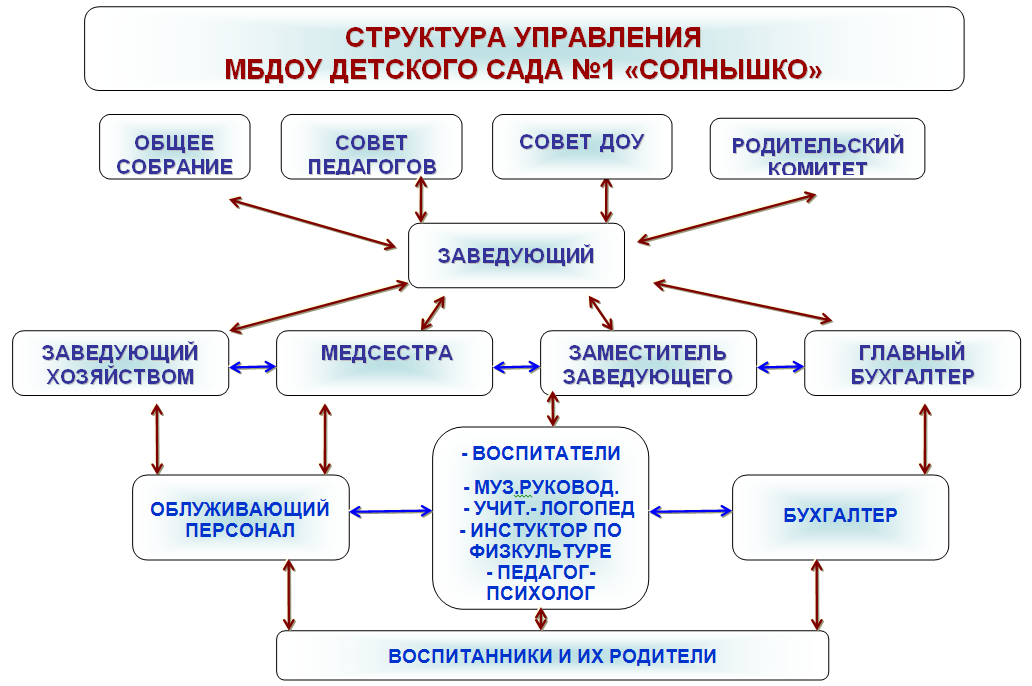 СТРУКТУРА УПРАВЛЕНИЯ
МБДОУ ДЕТСКОГО САДА №1 «СОЛНЫШКО»
ОБЩЕЕ
СОБРАНИЕ
СОВЕТ
ПЕДАГОГОВ
СОВЕТ ДОУ
РОДИТЕЛЬСКИЙ
КОМИТЕТ
ЗАВЕДУЮЩИЙ
ЗАВЕДУЮЩИЙ
ХОЗЯЙСТВОМ
МЕДСЕСТРА
ЗАМЕСТИТЕЛЬ
ЗАВЕДУЮЩЕГО
ГЛАВНЫЙ
БУХГАЛТЕР
ОБЛУЖИВАЮЩИЙ
ПЕРСОНАЛ
- ВОСПИТАТЕЛИ
- МУЗ.РУКОВОД.
- УЧИТ.- ЛОГОПЕД
- ИНСТУКТОР ПО
ФИЗКУЛЬТУРЕ
- ПЕДАГОГ-
ПСИХОЛОГ
БУХГАЛТЕР
ВОСПИТАННИКИ И ИХ РОДИТЕЛИ